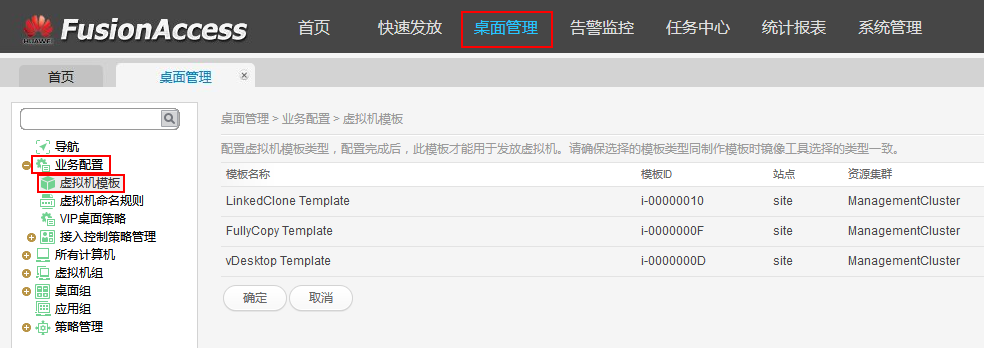 HUAWEI FusionAccess 首页 快速发放 桌面管理 告警监控 任务中心 统计报表 系统管理
首页 桌面管理
导航
业务配置
虚拟机模板
虚拟机命名规则
VIP桌面策略
接入控制策略管理
所有计算机
虚拟机组
桌面组
应用组
策略管理
桌面管理 > 业务配置 > 虚拟机模板
配置虚拟机模板类型，配置完成后，此模板才能用于发放虚拟机。请确保选择的模板类型同制作模板时镜像工具选择的类型一致。
模板名称 模板ID 站点 资源集群
LinkedClone Template i-00000010 site ManagementCluster
FullyCopy Template i-0000000F site ManagementCluster
vDesktop Template i-0000000D site ManagementCluster
确定 取消